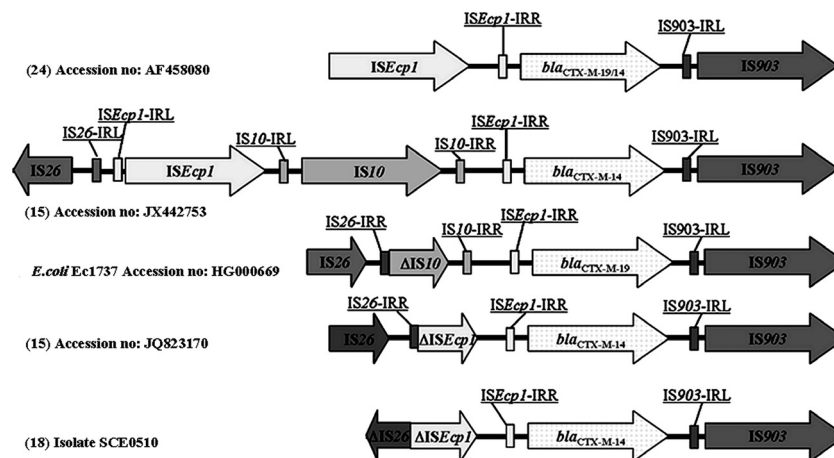 ISEcp1-IRR
IS903-IRL
(24) Accession no: AF458080
ISEcp1
blaCTX-M-19/14
IS903
ISEcp1-IRL
IS26-IRL
IS10-IRL
IS10-IRR
ISEcp1-IRR
IS903-IRL
IS26
ISEcp1
IS10
blaCTX-M-14
IS903
(15) Accession no: JX442753
IS26-IRR
IS10-IRR
ISEcp1-IRR
IS903-IRL
E.coli Ec1737 Accession no: HG000669
IS26
ΔIS10
blaCTX-M-19
IS903
IS26-IRR
ISEcp1-IRR
IS903-IRL
(15) Accession no: JQ823170
IS26
ΔISEcp1
blaCTX-M-14
IS903
ISEcp1-IRR
IS903-IRL
(18) Isolate SCE0510
ΔIS26
ΔISEcp1
blaCTX-M-14
IS903